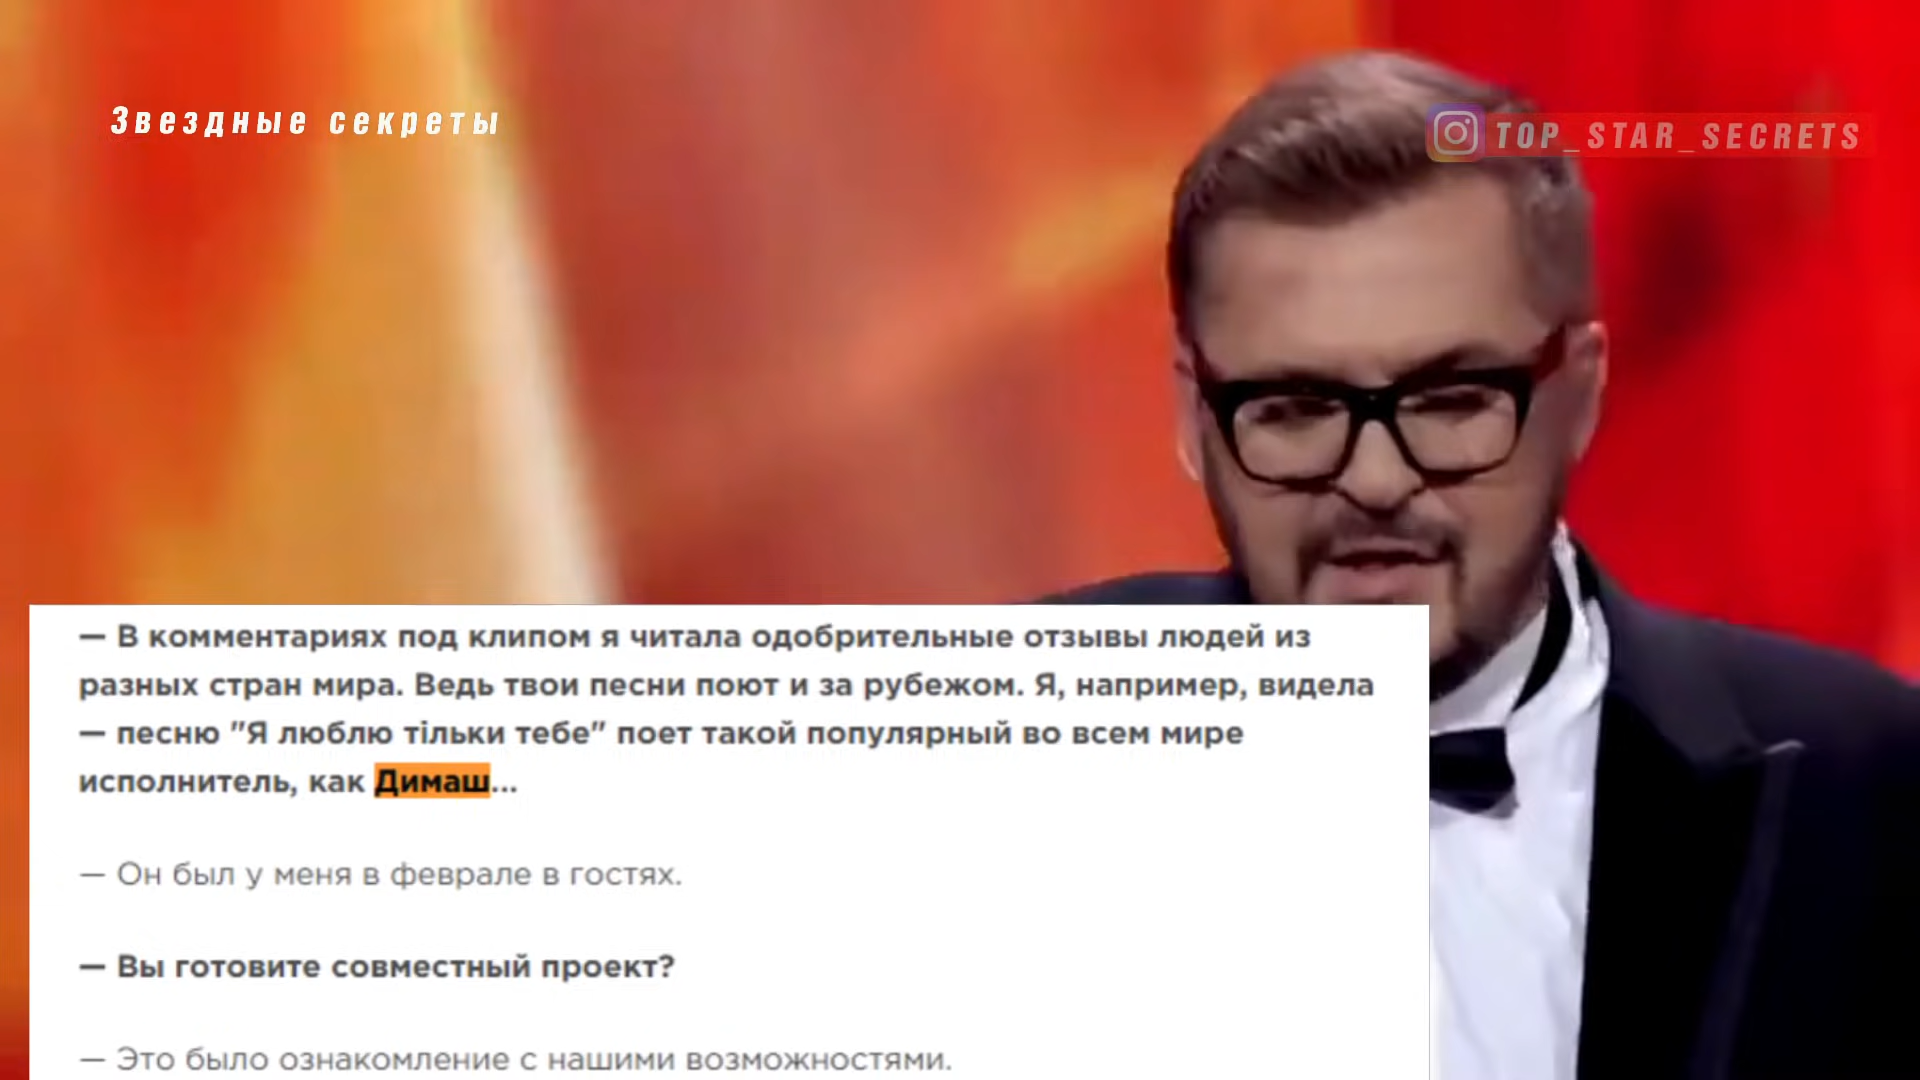 Звездные секреты
TOP_STAR_SECRETS
— В комментариях под клипом я читала одобрительные отзывы людей из
разных стран мира. Ведь твои песни поют и за рубежом. Я, например, видела
— песню "Я люблю тільки тебе" поет такой популярный во всем мире
исполнитель, как Димаш...
— Он был у меня в феврале в гостях.
— Вы готовите совместный проект?
— Это было ознакомление с нашими возможностями.